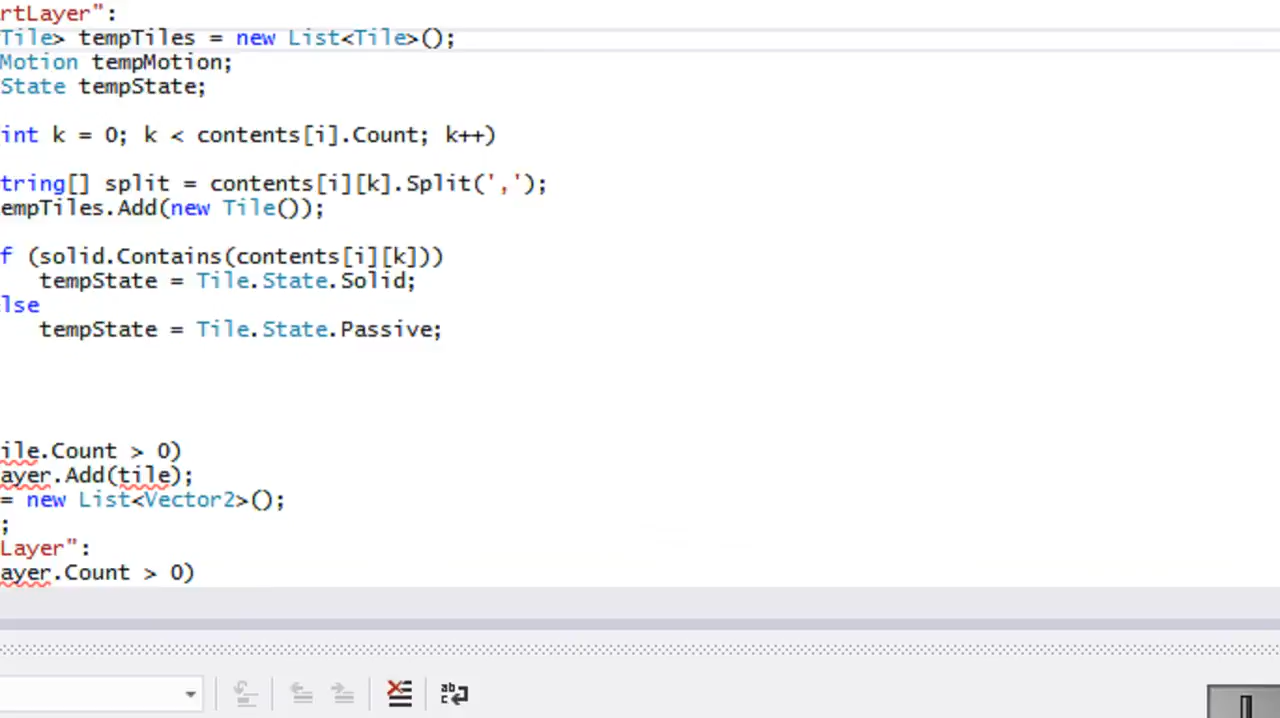 rtLayer":
Tile> tempTiles = new List<Tile>();
Motion tempMotion;
State tempState;
int k = 0; k < contents[i].Count; k++)
tring[] split = contents[i][k].Split(',');
empTiles.Add(new Tile());
f (solid.Contains(contents[i][k]))
tempState = Tile.State.Solid;
lse
tempState = Tile.State.Passive;
ile.Count > 0)
ayer.Add(tile);
= new List<Vector2>();
;
Layer":
ayer.Count > 0)